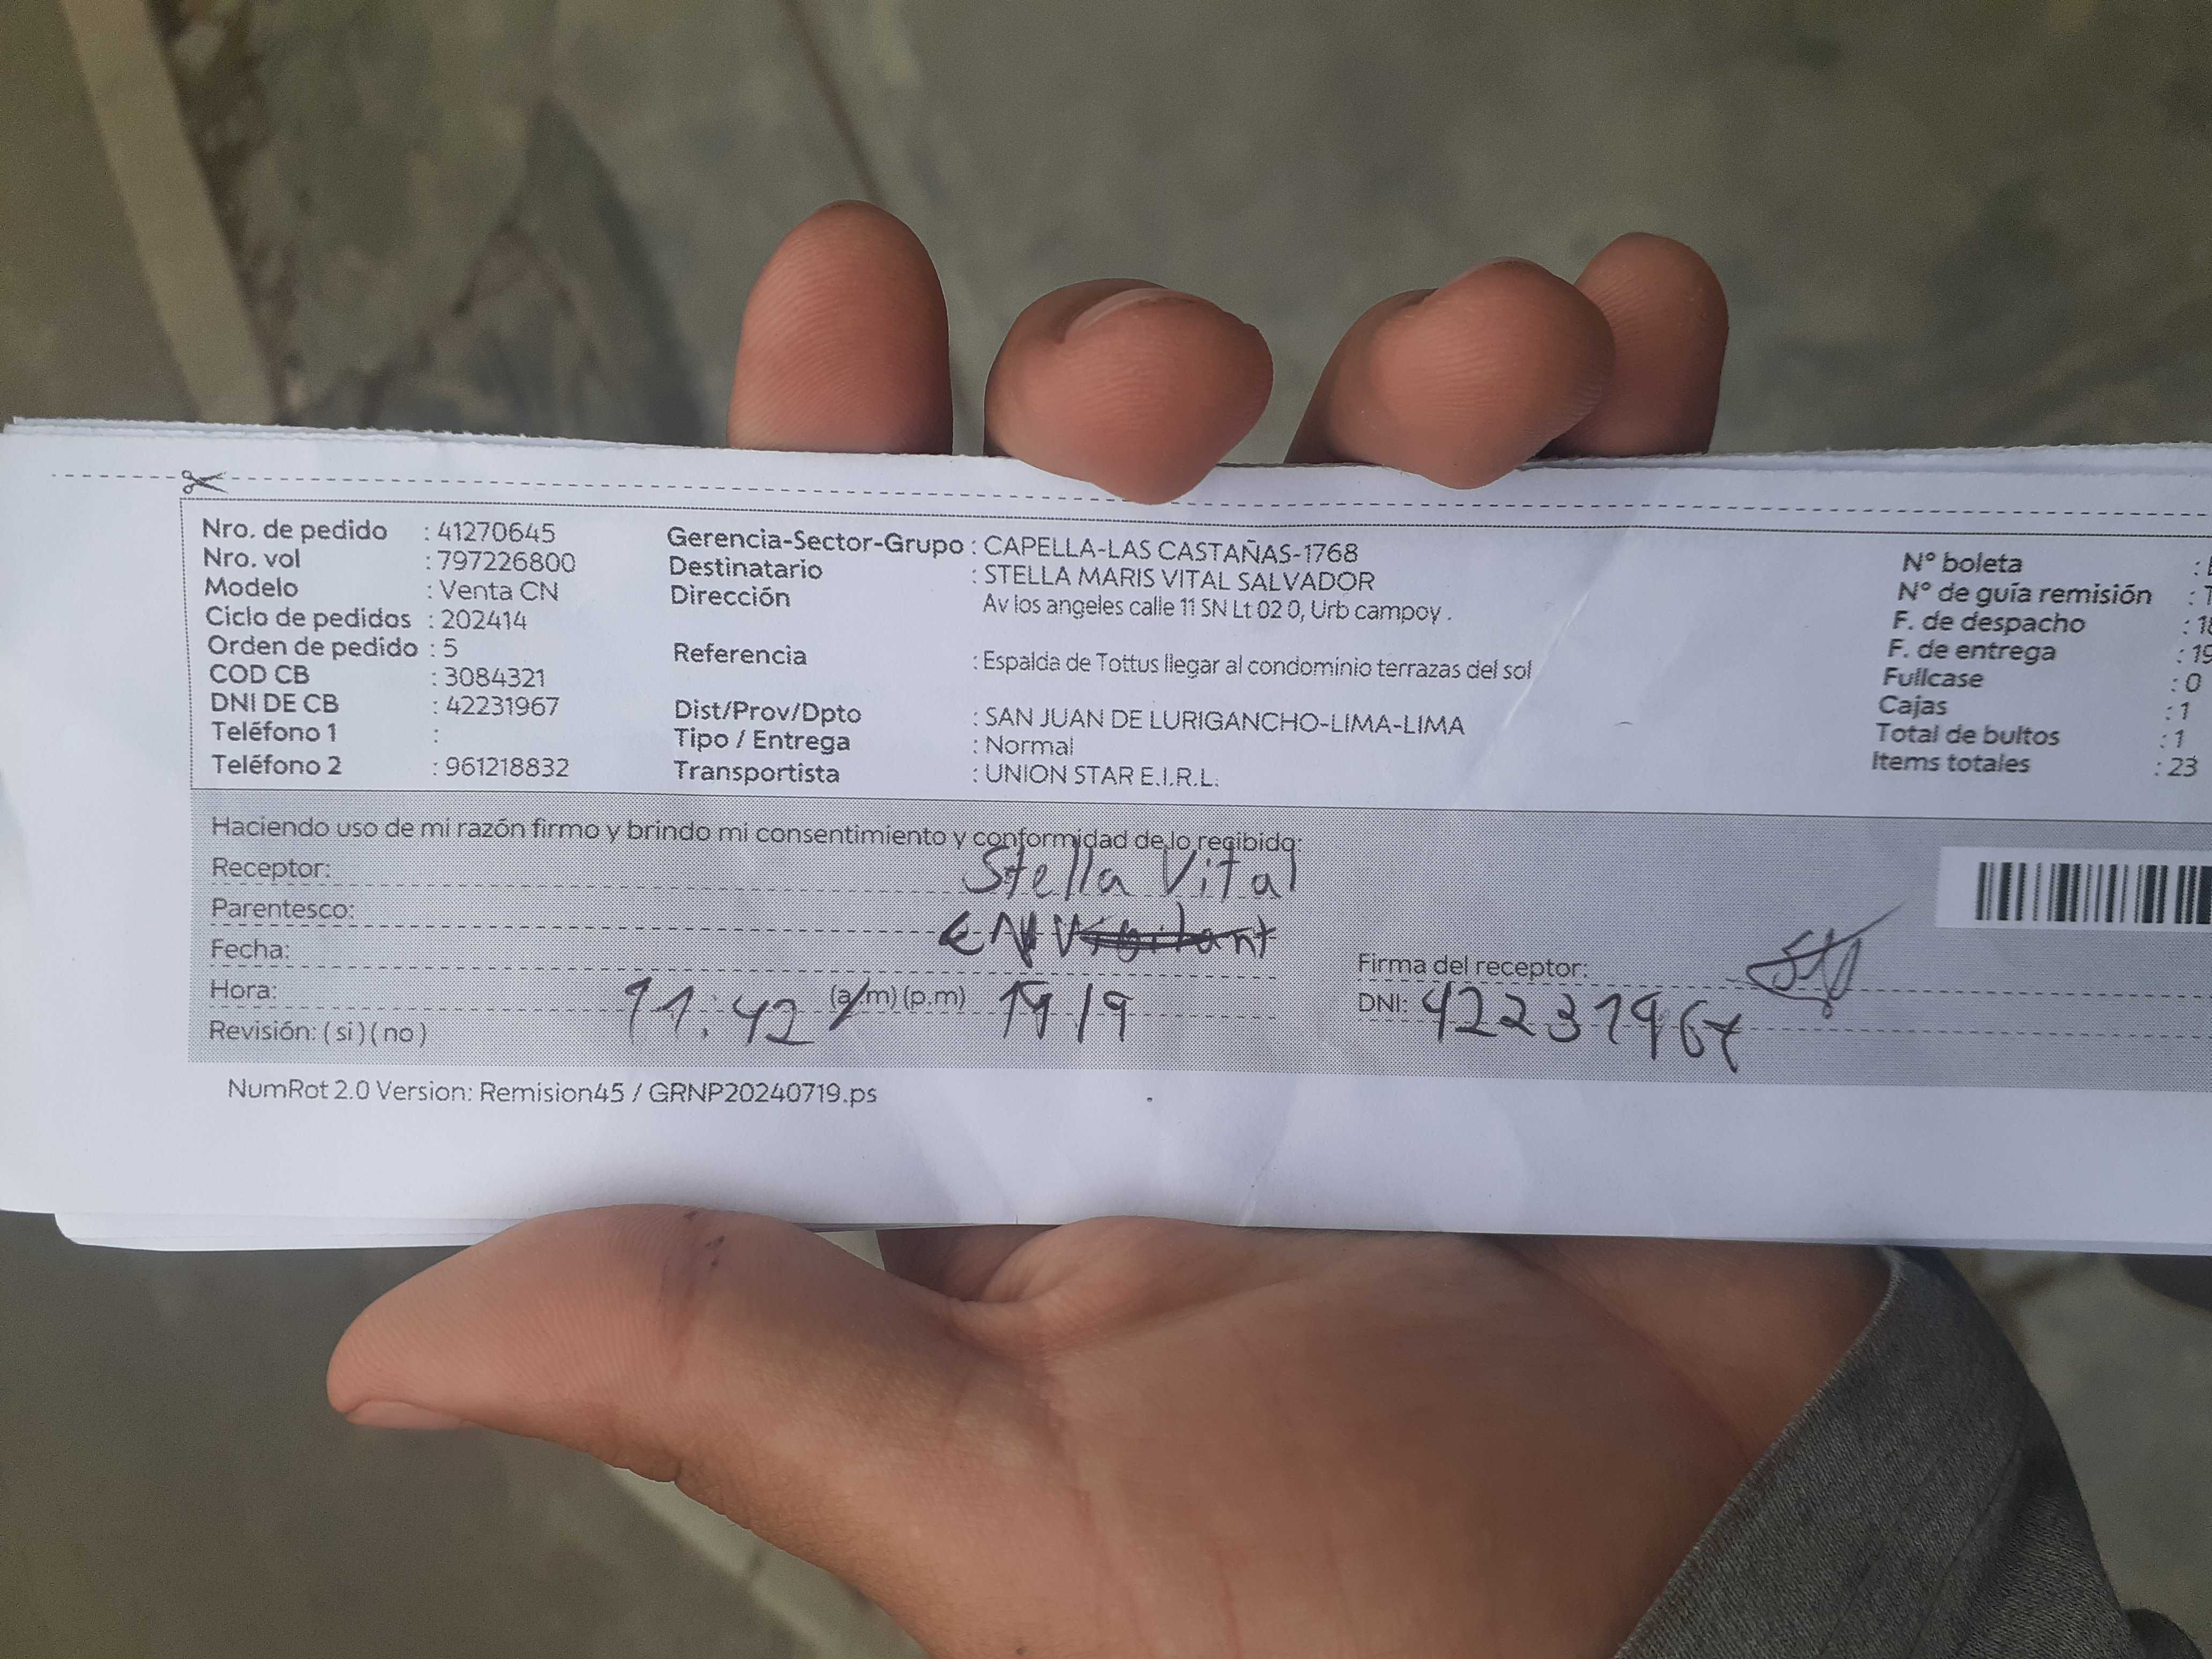 Nro. de pedido : 41270645
Nro. vol : 797226800
Modelo : Venta CN
Ciclo de pedidos : 202414
Orden de pedido : 5
COD CB : 3084321
DNI DE CB : 42231967
Teléfono 1 :
Teléfono 2 : 961218832
Gerencia-Sector-Grupo : CAPELLA-LAS CASTAÑAS-1768
Destinatario : STELLA MARIS VITAL SALVADOR
Dirección Av los angeles calle 11 SN Lt 02 0, Urb campoy .
Referencia : Espalda de Tottus llegar al condominio terrazas del sol
Dist/Prov/Dpto : SAN JUAN DE LURIGANCHO-LIMA-LIMA
Tipo / Entrega : Normal
Transportista : UNION STAR E.I.R.L.
N° boleta :
N° de guía remisión :
F. de despacho : 18
F. de entrega : 19
Fullcase : 0
Cajas : 1
Total de bultos : 1
Items totales : 23
Haciendo uso de mi razón firmo y brindo mi consentimiento y conformidad de lo recibido:
Receptor: Stella Vital
Parentesco:
Fecha:
Hora: 11:42 (a.m) (p.m) 19/9
Revisión: ( si ) ( no )
Firma del receptor:
DNI: 42231967
NumRot 2.0 Version: Remision45 / GRNP20240719.ps